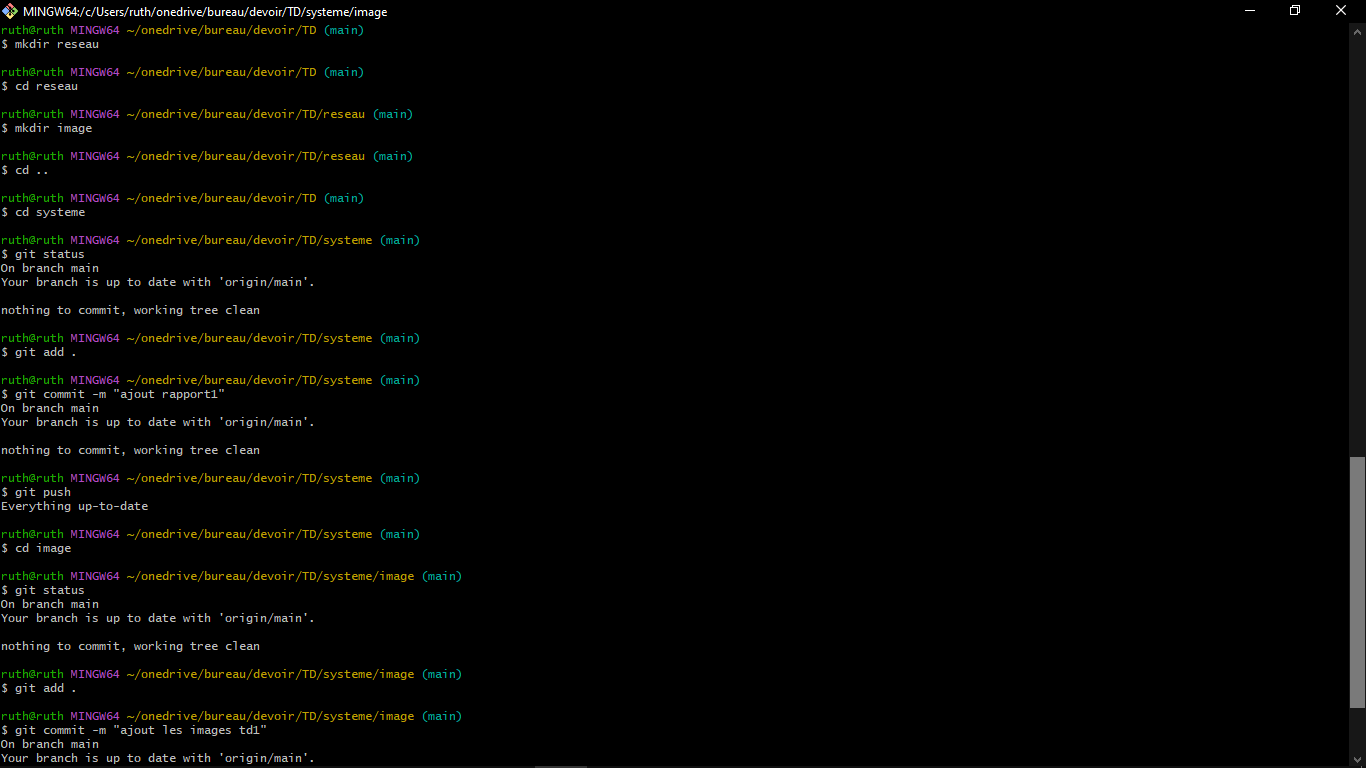 MINGW64:/c/Users/ruth/onedrive/bureau/devoir/TD/systeme/image
ruth@ruth MINGW64 ~/onedrive/bureau/devoir/TD (main)
$ mkdir reseau
ruth@ruth MINGW64 ~/onedrive/bureau/devoir/TD (main)
$ cd reseau
ruth@ruth MINGW64 ~/onedrive/bureau/devoir/TD/reseau (main)
$ mkdir image
ruth@ruth MINGW64 ~/onedrive/bureau/devoir/TD/reseau (main)
$ cd ..
ruth@ruth MINGW64 ~/onedrive/bureau/devoir/TD (main)
$ cd systeme
ruth@ruth MINGW64 ~/onedrive/bureau/devoir/TD/systeme (main)
$ git status
On branch main
Your branch is up to date with 'origin/main'.
nothing to commit, working tree clean
ruth@ruth MINGW64 ~/onedrive/bureau/devoir/TD/systeme (main)
$ git add .
ruth@ruth MINGW64 ~/onedrive/bureau/devoir/TD/systeme (main)
$ git commit -m "ajout rapport1"
On branch main
Your branch is up to date with 'origin/main'.
nothing to commit, working tree clean
ruth@ruth MINGW64 ~/onedrive/bureau/devoir/TD/systeme (main)
$ git push
Everything up-to-date
ruth@ruth MINGW64 ~/onedrive/bureau/devoir/TD/systeme (main)
$ cd image
ruth@ruth MINGW64 ~/onedrive/bureau/devoir/TD/systeme/image (main)
$ git status
On branch main
Your branch is up to date with 'origin/main'.
nothing to commit, working tree clean
ruth@ruth MINGW64 ~/onedrive/bureau/devoir/TD/systeme/image (main)
$ git add .
ruth@ruth MINGW64 ~/onedrive/bureau/devoir/TD/systeme/image (main)
$ git commit -m "ajout les images td1"
On branch main
Your branch is up to date with 'origin/main'.